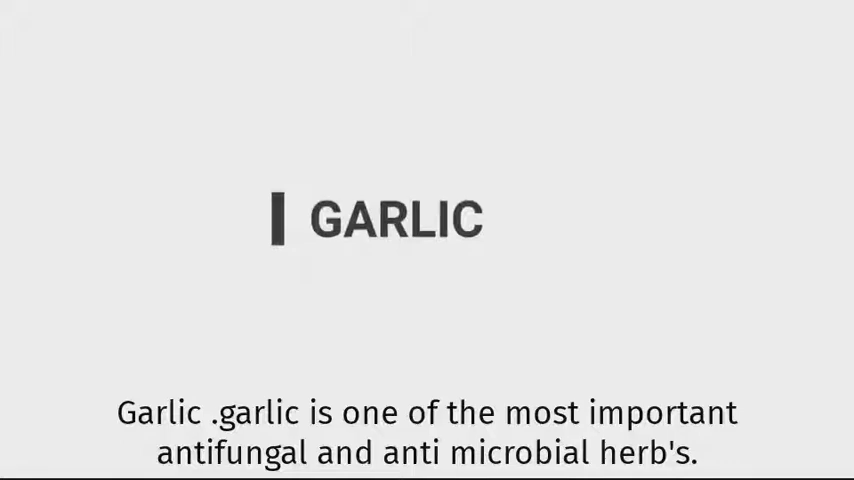 GARLIC
Garlic .garlic is one of the most important
antifungal and anti microbial herb's.